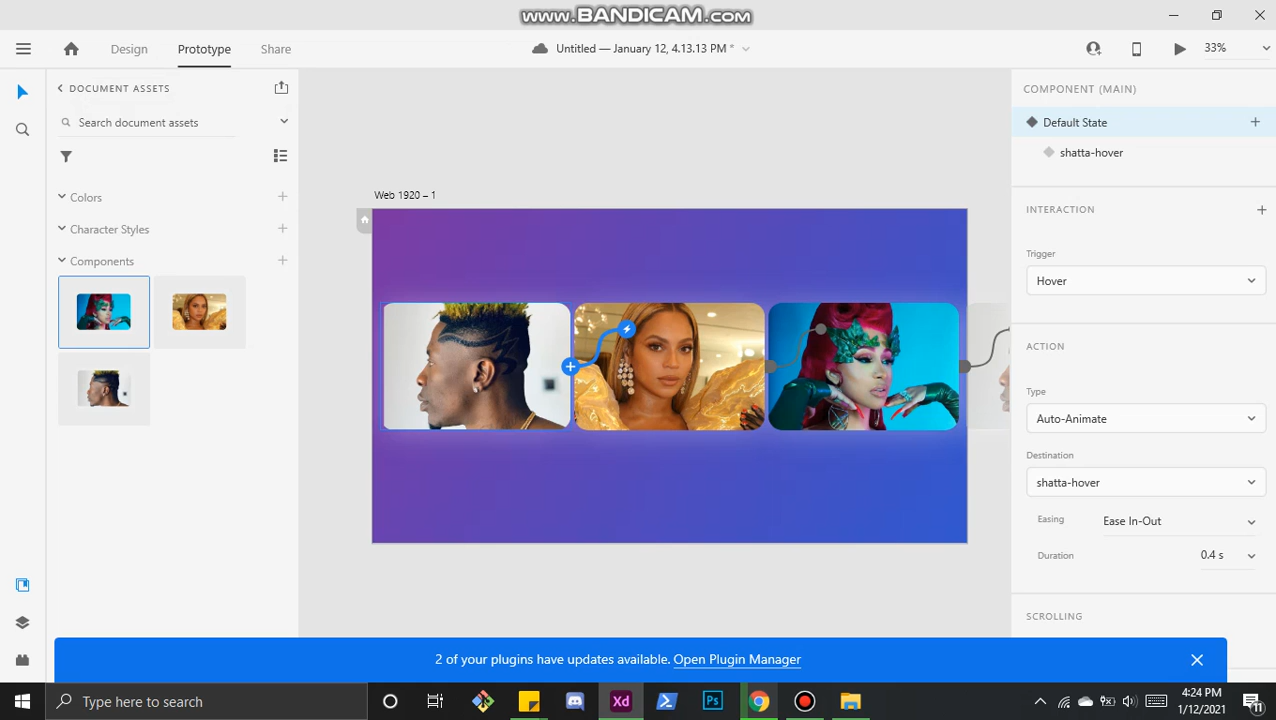 www.BANDICAM.com
Design
Prototype
Share
Untitled — January 12, 4.13.13 PM *
33%
DOCUMENT ASSETS
Search document assets
Colors
Character Styles
Components
Web 1920 – 1
COMPONENT (MAIN)
Default State
shatta-hover
INTERACTION
Trigger
Hover
ACTION
Type
Auto-Animate
Destination
shatta-hover
Easing
Ease In-Out
Duration
0.4 s
SCROLLING
2 of your plugins have updates available. Open Plugin Manager
Type here to search
Xd
Ps
4:24 PM
1/12/2021
11